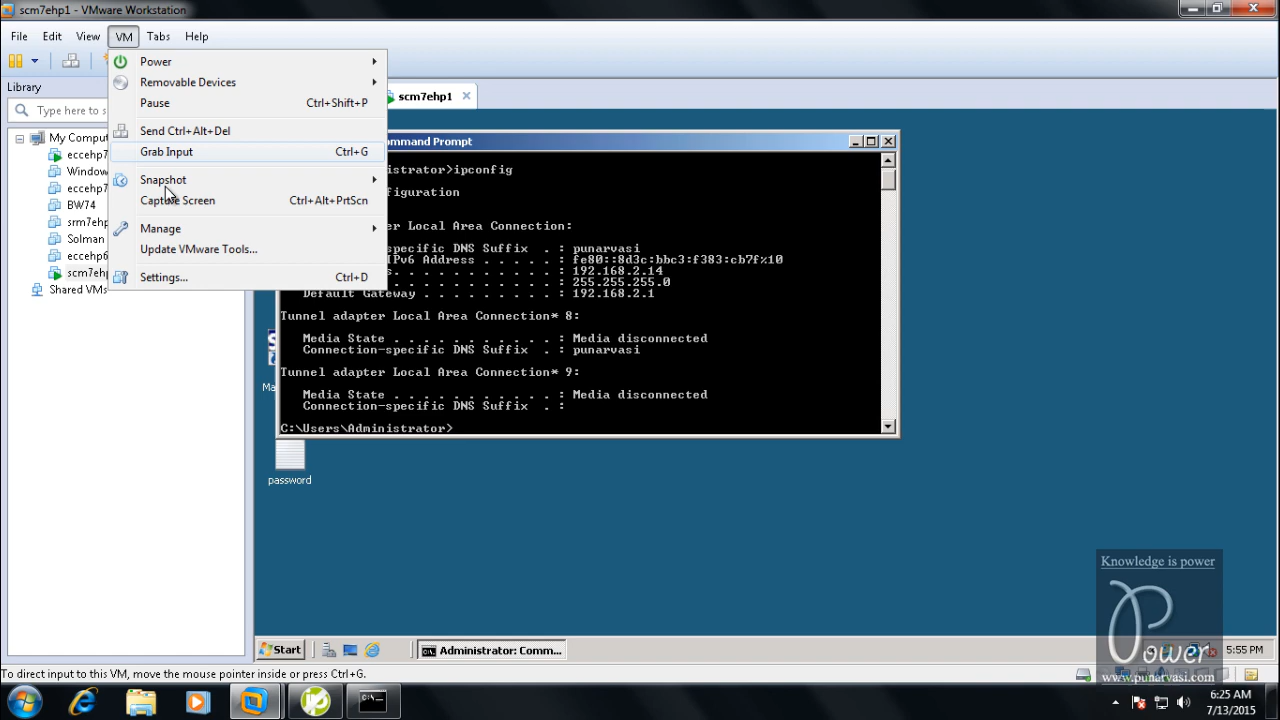 scm7ehp1 - VMware Workstation
File Edit View VM Tabs Help
Library
Type here to s
My Compu
eccehp7
Window
eccehp7
BW74
srm7ehp
Solman
eccehp6
scm7ehp
Shared VMs
Power
Removable Devices
Pause Ctrl+Shift+P
Send Ctrl+Alt+Del
Grab Input Ctrl+G
Snapshot
Capture Screen Ctrl+Alt+PrtScn
Manage
Update VMware Tools...
Settings... Ctrl+D
scm7ehp1
ommand Prompt
istrator>ipconfig
figuration
pter Local Area Connection:
specific DNS Suffix . : punarvasi
IPv6 Address . . . . . : fe80::8d3c:bbc3:f383:cb7f%10
s . . . . . . . . . . : 192.168.2.14
. . . . . . . . . . . : 255.255.255.0
Default Gateway . . . . . . . . . : 192.168.2.1
Tunnel adapter Local Area Connection* 8:
Media State . . . . . . . . . . . : Media disconnected
Connection-specific DNS Suffix . : punarvasi
Tunnel adapter Local Area Connection* 9:
Media State . . . . . . . . . . . : Media disconnected
Connection-specific DNS Suffix . :
C:\Users\Administrator>
Ma
password
Knowledge is power
Power
www.punarvasi.com
Start
Administrator: Comm...
5:55 PM
To direct input to this VM, move the mouse pointer inside or press Ctrl+G.
6:25 AM
7/13/2015